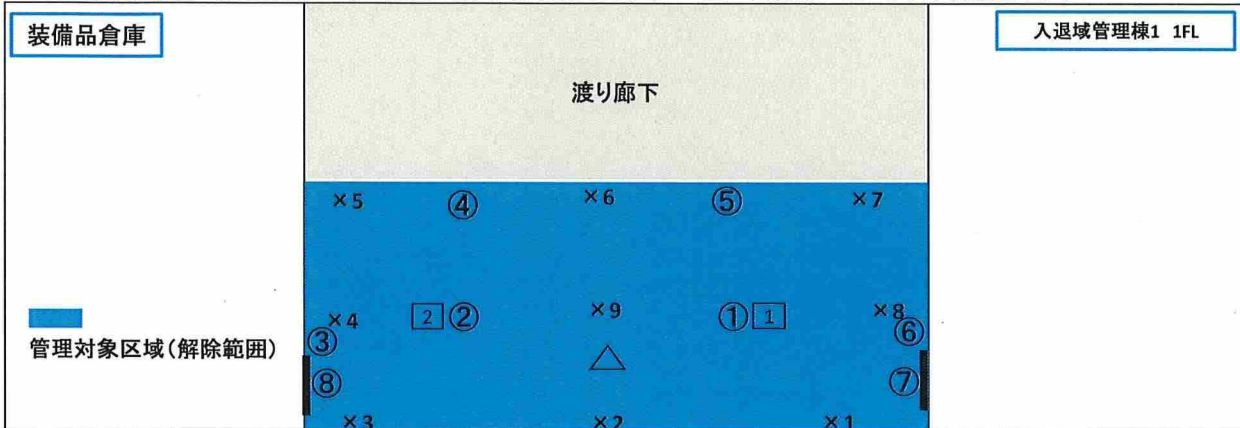 装備品倉庫
入退域管理棟1 1FL
渡り廊下
×5 ④ ×6 ⑤ ×7
×4 2 ② ×9 ① 1 ×8
③ ⑥
管理対象区域(解除範囲)
⑧ ⑦
×3 ×2 ×1